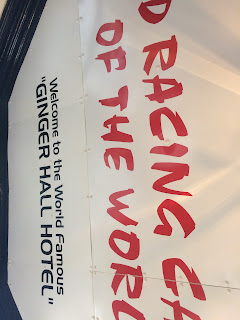 D RACING CA
OF THE WORL
Welcome to the World Famous
"GINGER HALL HOTEL"